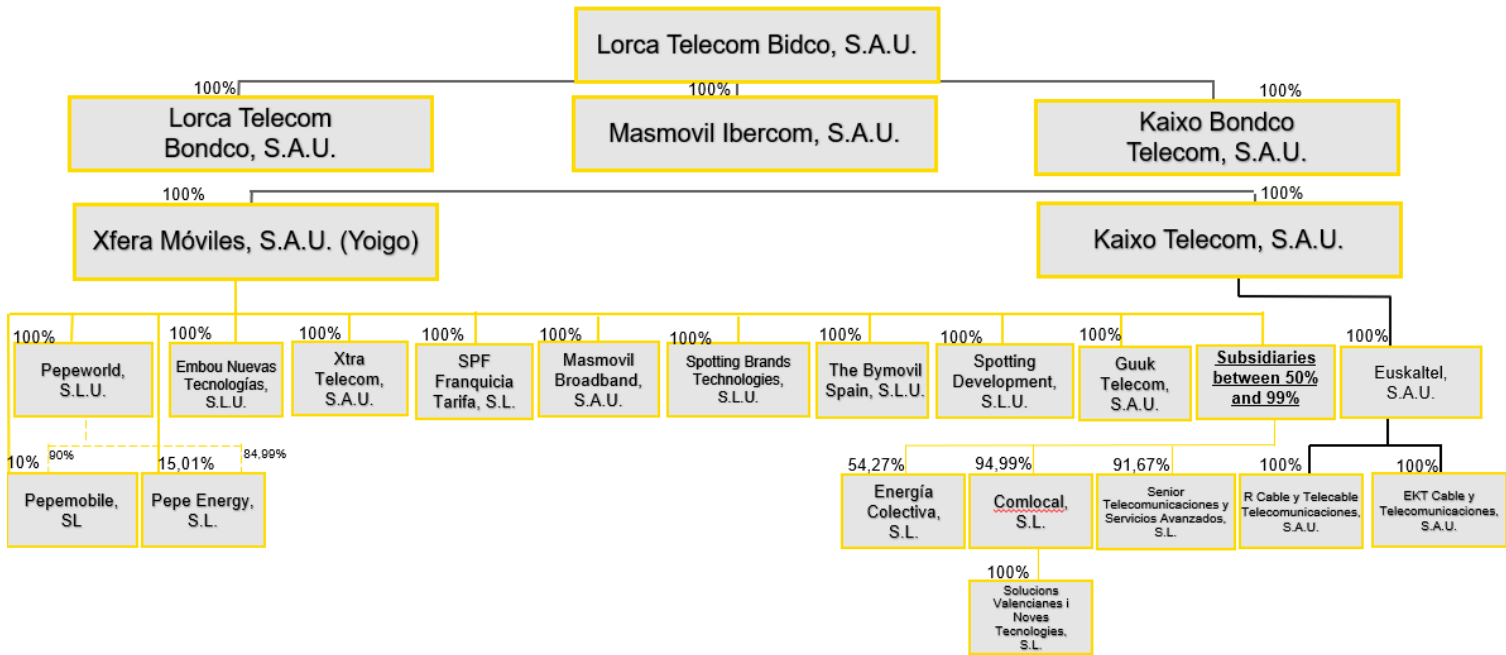 Lorca Telecom Bidco, S.A.U.
100%
100%
100%
Lorca Telecom
Bondco, S.A.U.
Masmovil Ibercom, S.A.U.
Kaixo Bondco
Telecom, S.A.U.
100%
100%
Xfera Móviles, S.A.U. (Yoigo)
Kaixo Telecom, S.A.U.
100%
Pepeworld,
S.L.U.
100%
Embou Nuevas
Tecnologías,
S.L.U.
100%
Xtra
Telecom,
S.A.U.
100%
SPF
Franquicia
Tarifa, S.L.
100%
Masmovil
Broadband,
S.A.U.
100%
Spotting Brands
Technologies,
S.L.U.
100%
The Bymovil
Spain, S.L.U.
100%
Spotting
Development,
S.L.U.
100%
Guuk
Telecom,
S.A.U.
Subsidiaries
between 50%
and 99%
100%
Euskaltel,
S.A.U.
10%
90%
Pepemobile,
SL
15,01%
84,99%
Pepe Energy,
S.L.
54,27%
Energía
Colectiva,
S.L.
94,99%
Comlocal,
S.L.
91,67%
Senior
Telecomunicaciones y
Servicios Avanzados,
S.L.
100%
R Cable y Telecable
Telecomunicaciones,
S.A.U.
100%
EKT Cable y
Telecomunicaciones,
S.A.U.
100%
Solucions
Valencianes i
Noves
Tecnologies,
S.L.